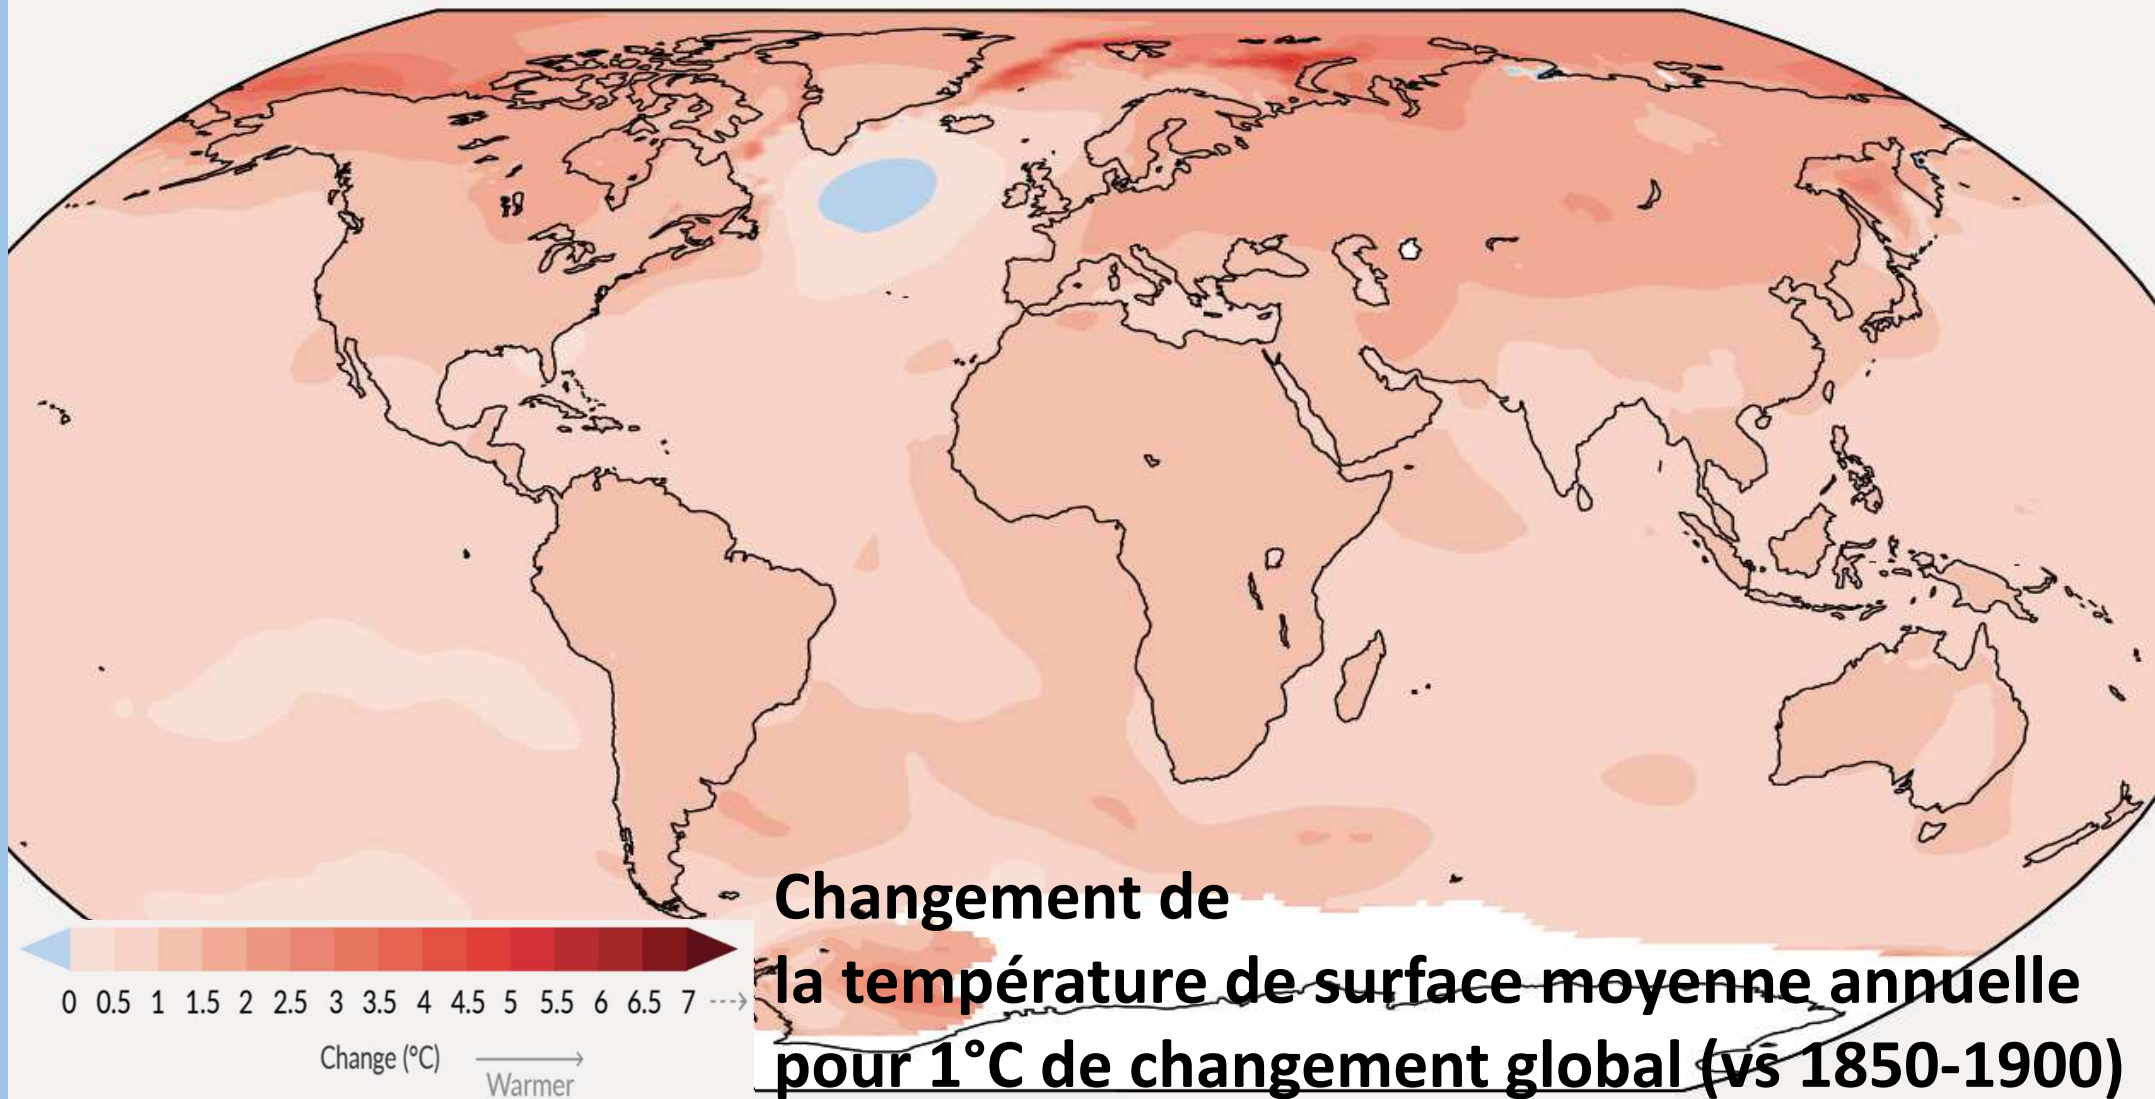 Changement de
la température de surface moyenne annuelle
pour 1°C de changement global (vs 1850-1900)
0 0.5 1 1.5 2 2.5 3 3.5 4 4.5 5 5.5 6 6.5 7
Change (°C)
Warmer